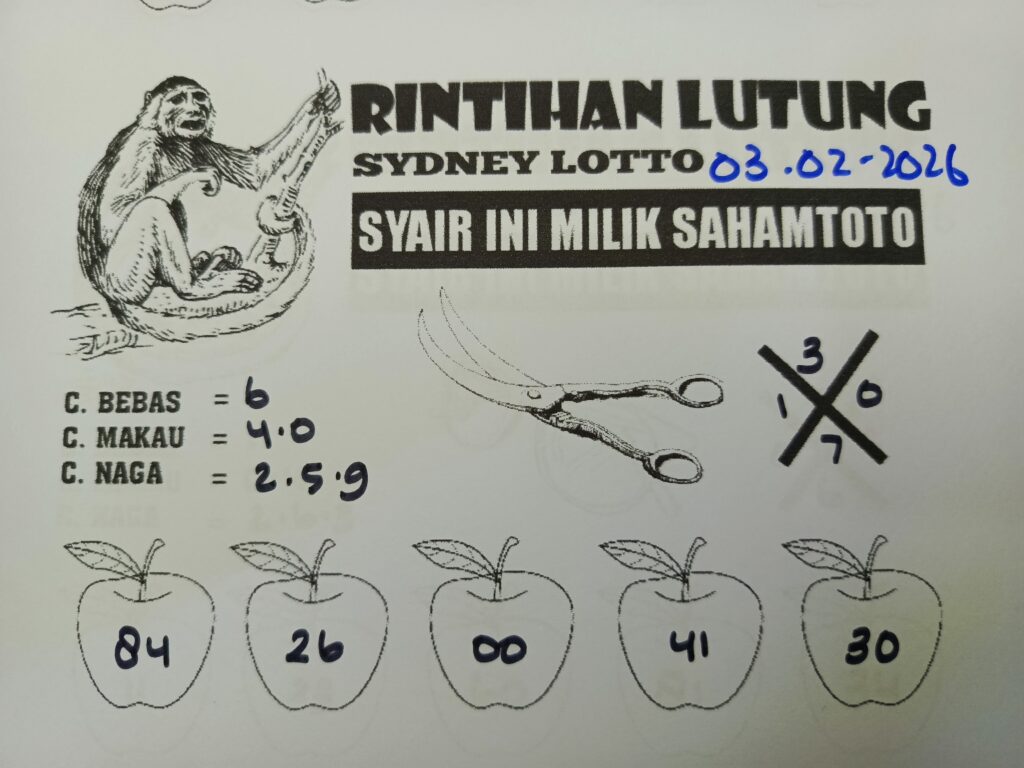 RINTIHAN LUTUNG
SYDNEY LOTTO 03.02-2026
SYAIR INI MILIK SAHAMTOTO
3
1 0
7
C. BEBAS = 6
C. MAKAU = 4.0
C. NAGA = 2.5.9
84 26 00 41 30